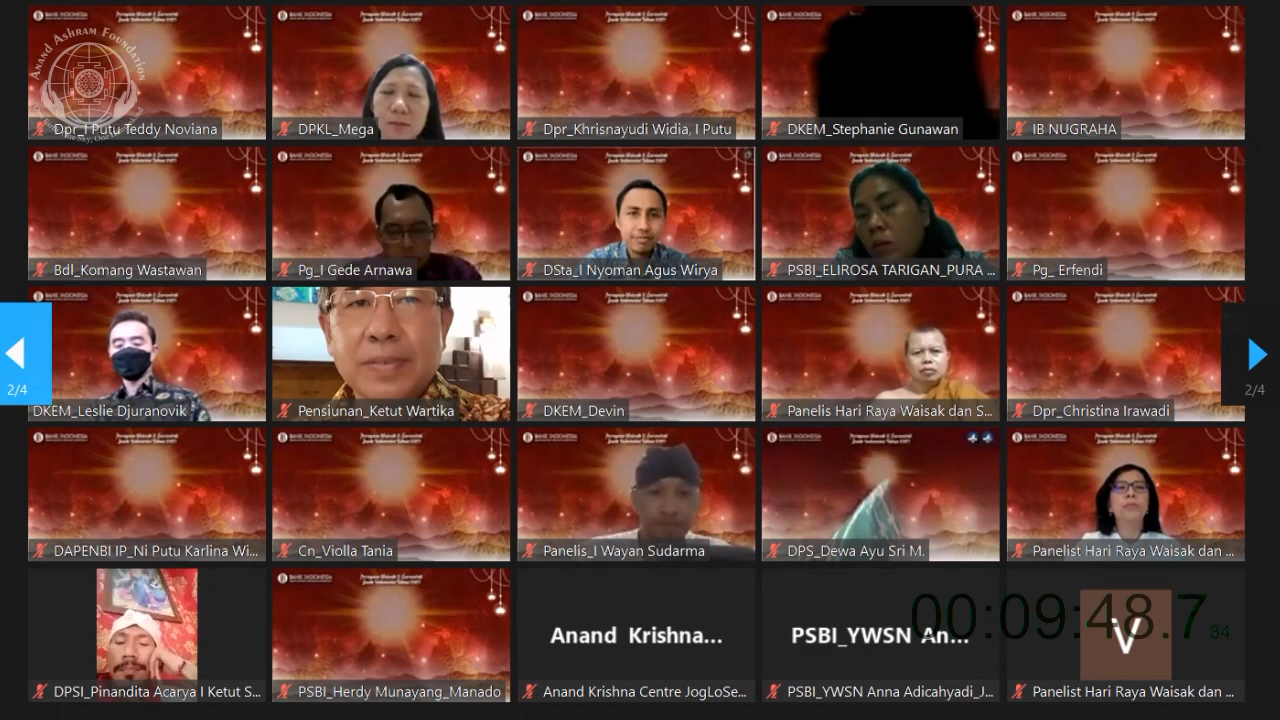 BANK INDONESIA
Anand Ashram Foundation
Dpr_I Putu Teddy Noviana
DPKL_Mega
Dpr_Khrisnayudi Widia, I Putu
DKEM_Stephanie Gunawan
IB NUGRAHA
Bdl_Komang Wastawan
Pg_I Gede Arnawa
DSta_I Nyoman Agus Wirya
PSBI_ELIROSA TARIGAN_PURA ...
Pg_ Erfendi
2/4
DKEM_Leslie Djuranovik
Pensiunan_Ketut Wartika
DKEM_Devin
Panelis Hari Raya Waisak dan S...
Dpr_Christina Irawadi
2/4
DAPENBI IP_Ni Putu Karlina Wi...
Cn_Violla Tania
Panelis_I Wayan Sudarma
DPS_Dewa Ayu Sri M.
Panelist Hari Raya Waisak dan ...
Anand Krishna...
PSBI_YWSN An...
V
00:09:48.784
DPSI_Pinandita Acarya I Ketut S...
PSBI_Herdy Munayang_Manado
Anand Krishna Centre JogLoSe...
PSBI_YWSN Anna Adicahyadi_J...
Panelist Hari Raya Waisak dan ...